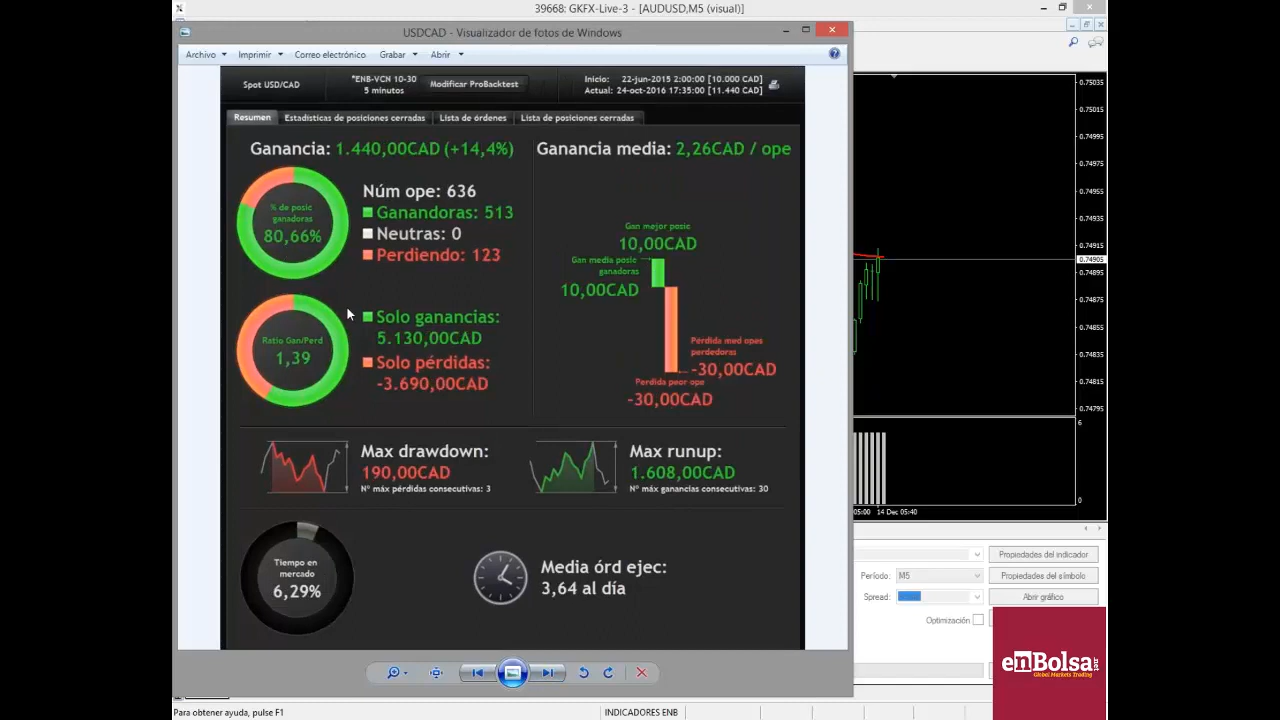 39668: GKFX-Live-3 - [AUDUSD,M5 (visual)]
USDCAD - Visualizador de fotos de Windows
Archivo Imprimir Correo electrónico Grabar Abrir
Spot USD/CAD
*ENB-VCN 10-30
5 minutos
Modificar ProBacktest
Inicio: 22-jun-2015 2:00:00 [10.000 CAD]
Actual: 24-oct-2016 17:35:00 [11.440 CAD]
Resumen Estadísticas de posiciones cerradas Lista de órdenes Lista de posiciones cerradas
Ganancia: 1.440,00CAD (+14,4%)
Ganancia media: 2,26CAD / ope
% de posic
ganadoras
80,66%
Núm ope: 636
Ganandoras: 513
Neutras: 0
Perdiendo: 123
Gan mejor posic
10,00CAD
Gan media posic
ganadoras
10,00CAD
Ratio Gan/Perd
1,39
Solo ganancias:
5.130,00CAD
Solo pérdidas:
-3.690,00CAD
Pérdida med opes
perdedoras
-30,00CAD
Perdida peor ope
-30,00CAD
Max drawdown:
190,00CAD
Nº máx pérdidas consecutivas: 3
Max runup:
1.608,00CAD
Nº máx ganancias consecutivas: 30
Tiempo en
mercado
6,29%
Media órd ejec:
3,64 al día
0.75035
0.75015
0.74995
0.74975
0.74955
0.74935
0.74915
0.74905
0.74895
0.74875
0.74855
0.74835
0.74815
0.74795
6
0
05:00 14 Dec 05:40
Propiedades del indicador
Período: M5 Propiedades del símbolo
Spread: Abrir gráfico
Optimización
enBolsa.net
Global Markets Trading
Para obtener ayuda, pulse F1
INDICADORES ENB